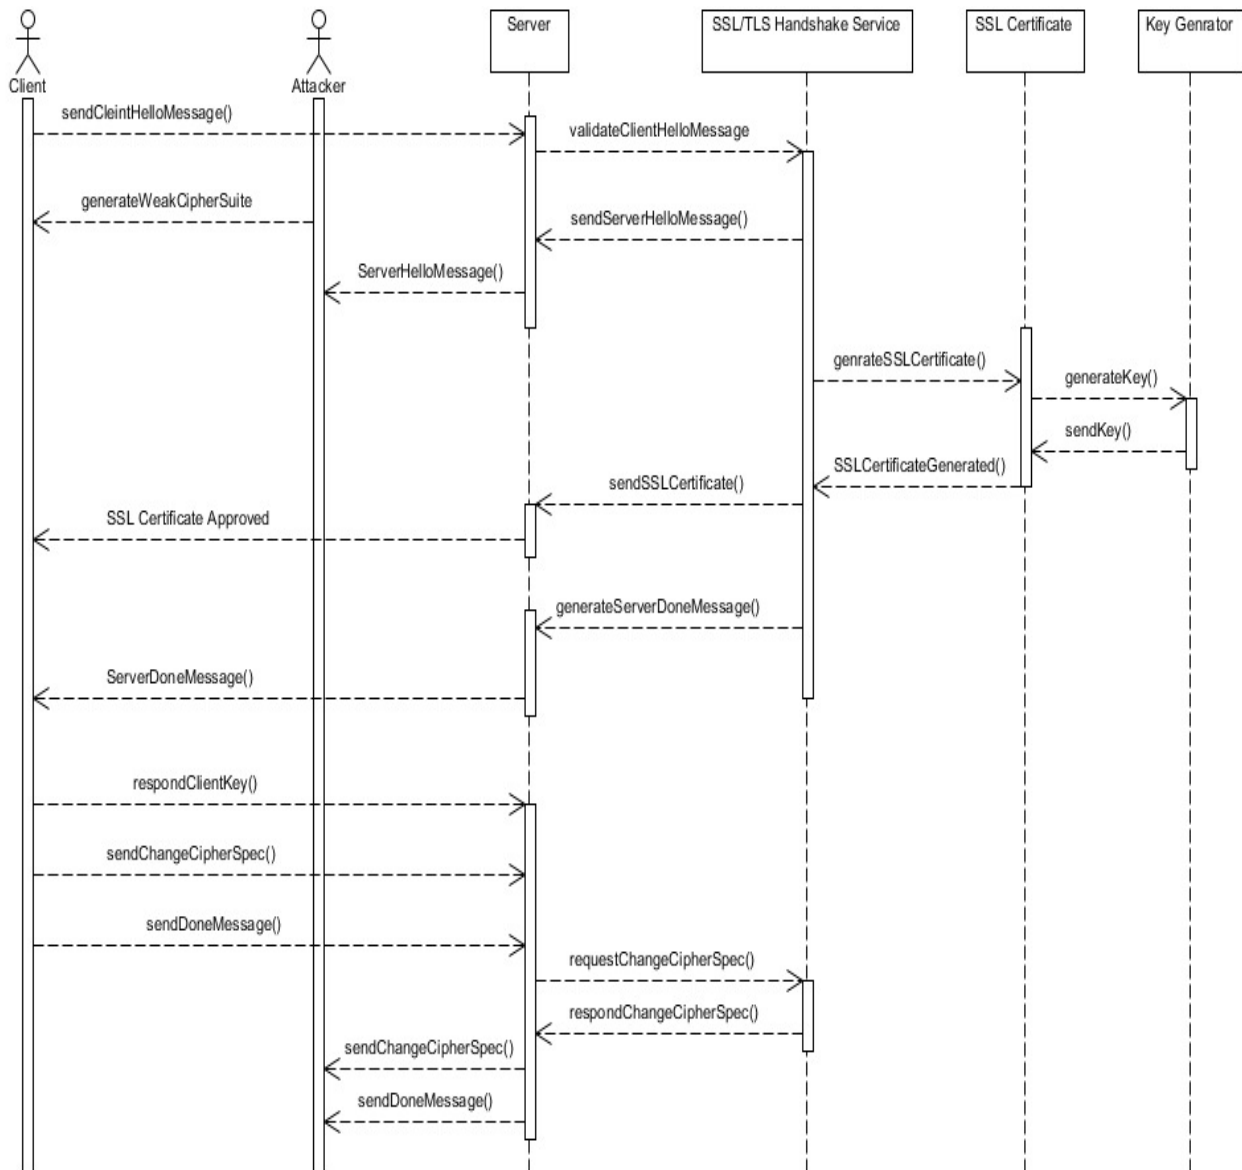 Server
SSL/TLS Handshake Service
SSL Certificate
Key Genrator
Client
Attacker
sendCleintHelloMessage()
validateClientHelloMessage
generateWeakCipherSuite
sendServerHelloMessage()
ServerHelloMessage()
genrateSSLCertificate()
generateKey()
sendKey()
SSLCertificateGenerated()
sendSSLCertificate()
SSL Certificate Approved
generateServerDoneMessage()
ServerDoneMessage()
respondClientKey()
sendChangeCipherSpec()
sendDoneMessage()
requestChangeCipherSpec()
respondChangeCipherSpec()
sendChangeCipherSpec()
sendDoneMessage()